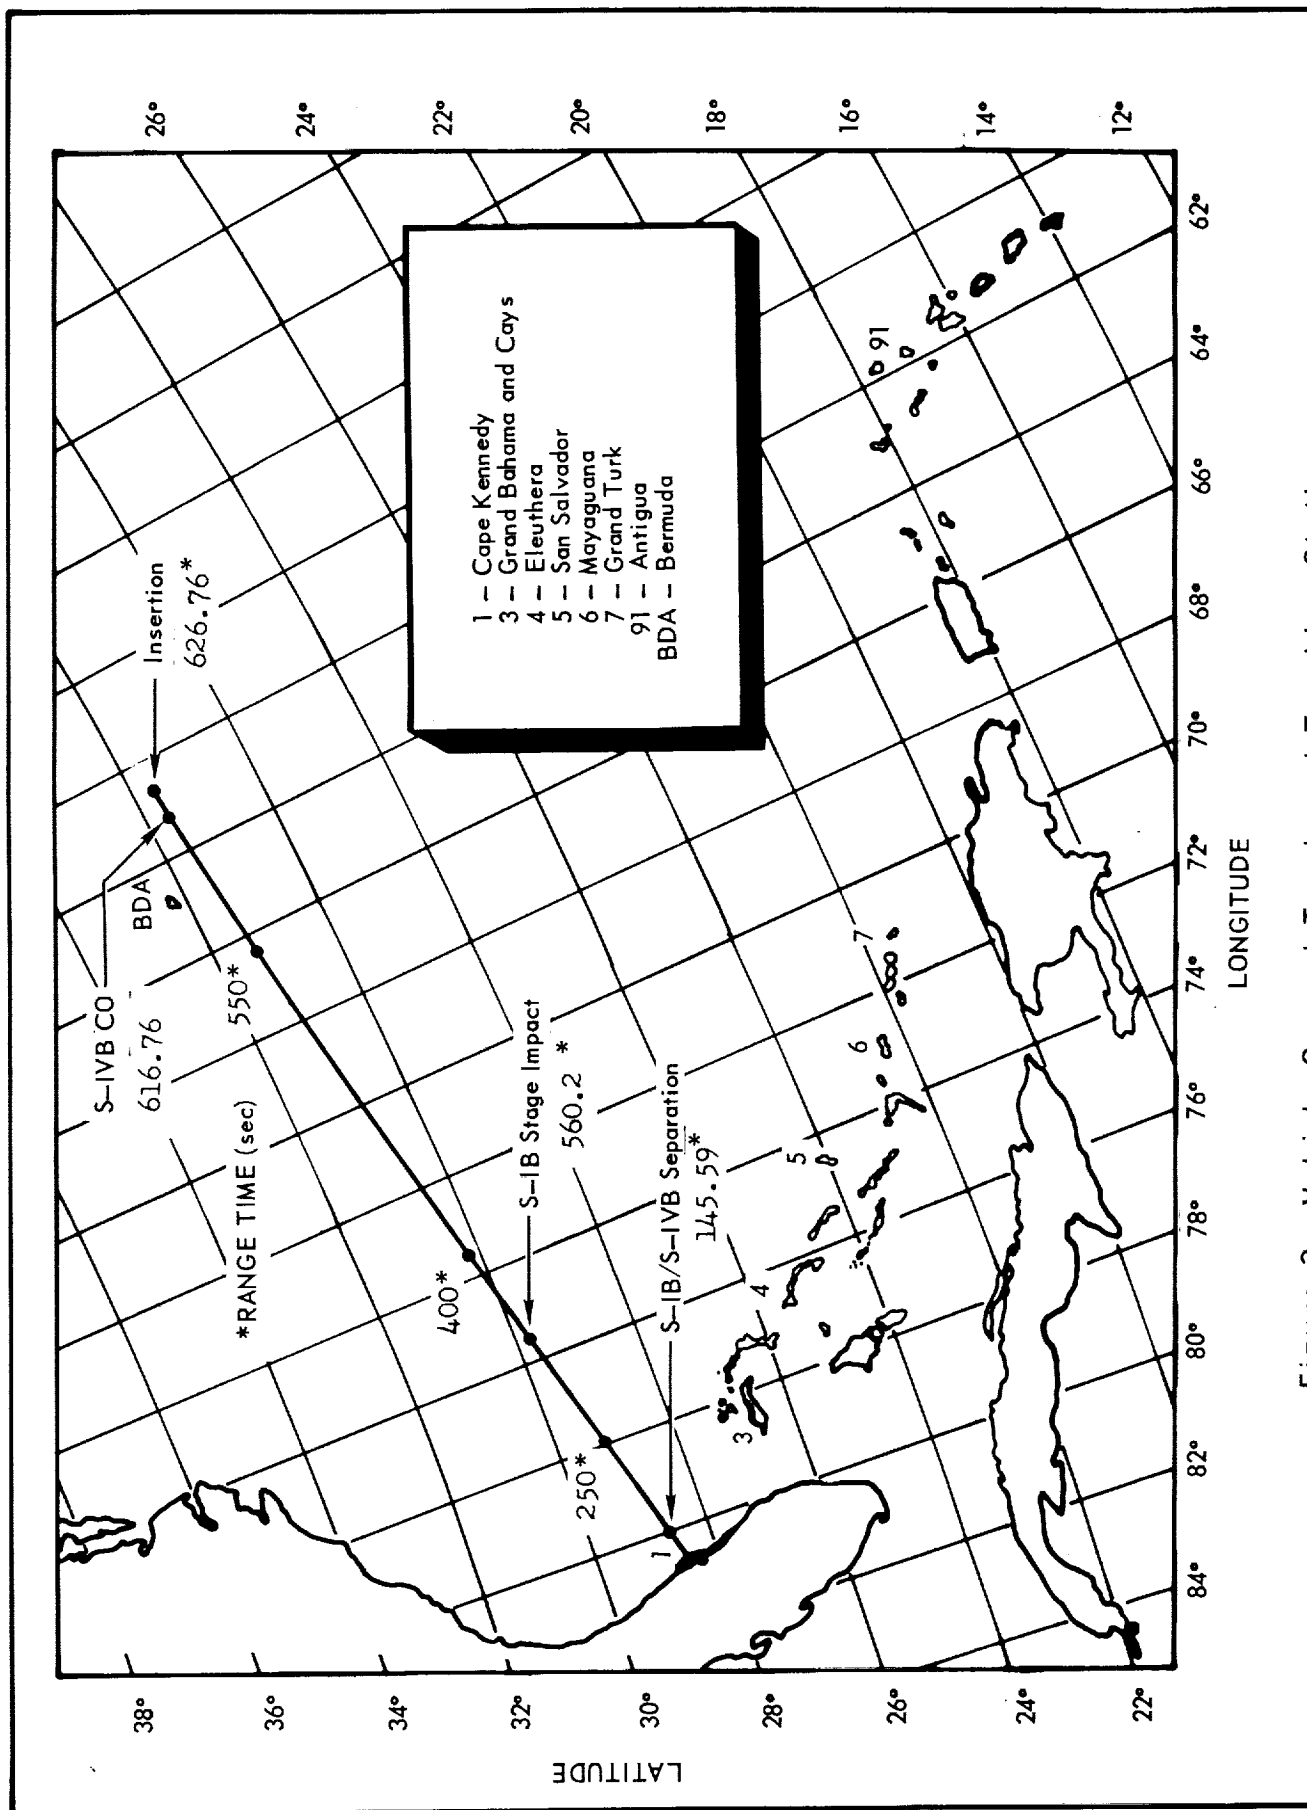 26°
24°
22°
20°
18°
16°
14°
12°
Insertion
626.76*
S-IVB CO
616.76
BDA
550*
*RANGE TIME (sec)
400*
S-IB Stage Impact
560.2 *
250*
S-IB/S-IVB Separation
145.59*
1
3
4
5
6
7
91
1 – Cape Kennedy
3 – Grand Bahama and Cays
4 – Eleuthera
5 – San Salvador
6 – Mayaguana
7 – Grand Turk
91 – Antigua
BDA – Bermuda
38°
36°
34°
32°
30°
28°
26°
24°
22°
LATITUDE
84°
82°
80°
78°
76°
74°
72°
70°
68°
66°
64°
62°
LONGITUDE